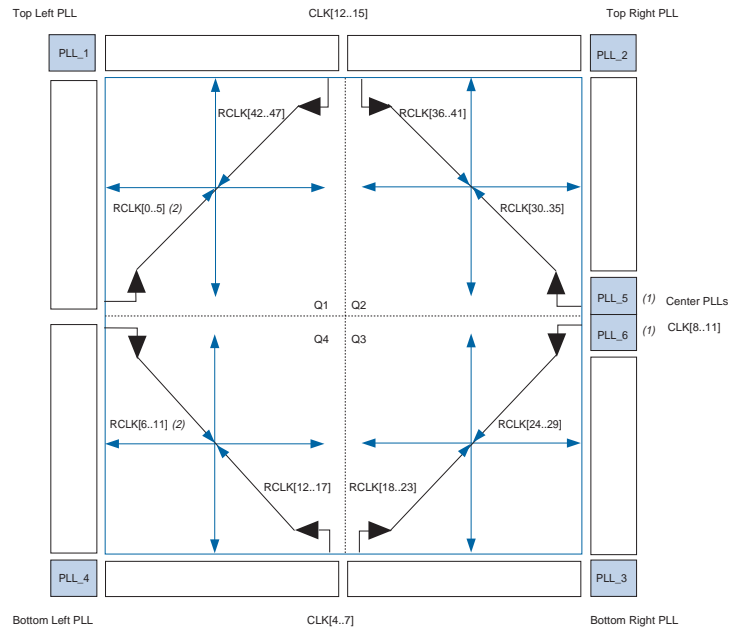 Top Left PLL
CLK[12..15]
Top Right PLL
PLL_1
PLL_2
RCLK[42..47]
RCLK[36..41]
RCLK[0..5] (2)
RCLK[30..35]
Q1
Q2
PLL_5
(1)
Center PLLs
Q4
Q3
PLL_6
(1)
CLK[8..11]
RCLK[6..11] (2)
RCLK[24..29]
RCLK[12..17]
RCLK[18..23]
PLL_4
PLL_3
Bottom Left PLL
CLK[4..7]
Bottom Right PLL